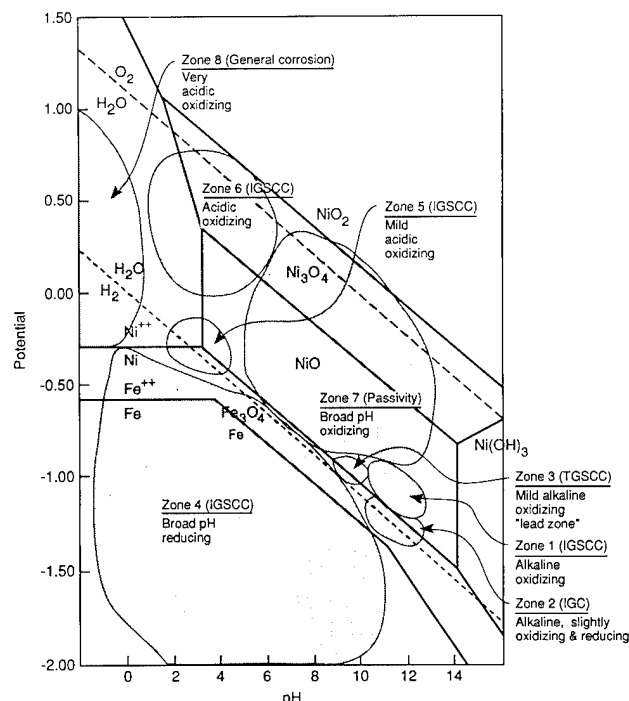 1.50
1.00
0.50
0.00
-0.50
-1.00
-1.50
-2.00
Potential
0
2
4
6
8
10
12
14
pH
O2
H2O
H2O
H2
Ni++
Ni
Fe++
Fe
Fe3O4
Fe
NiO
Ni3O4
NiO2
Ni(OH)3
Zone 8 (General corrosion)
Very
acidic
oxidizing
Zone 6 (IGSCC)
Acidic
oxidizing
Zone 5 (IGSCC)
Mild
acidic
oxidizing
Zone 7 (Passivity)
Broad pH
oxidizing
Zone 4 (IGSCC)
Broad pH
reducing
Zone 3 (TGSCC)
Mild alkaline
oxidizing
"lead zone"
Zone 1 (IGSCC)
Alkaline
oxidizing
Zone 2 (IGC)
Alkaline, slightly
oxidizing & reducing